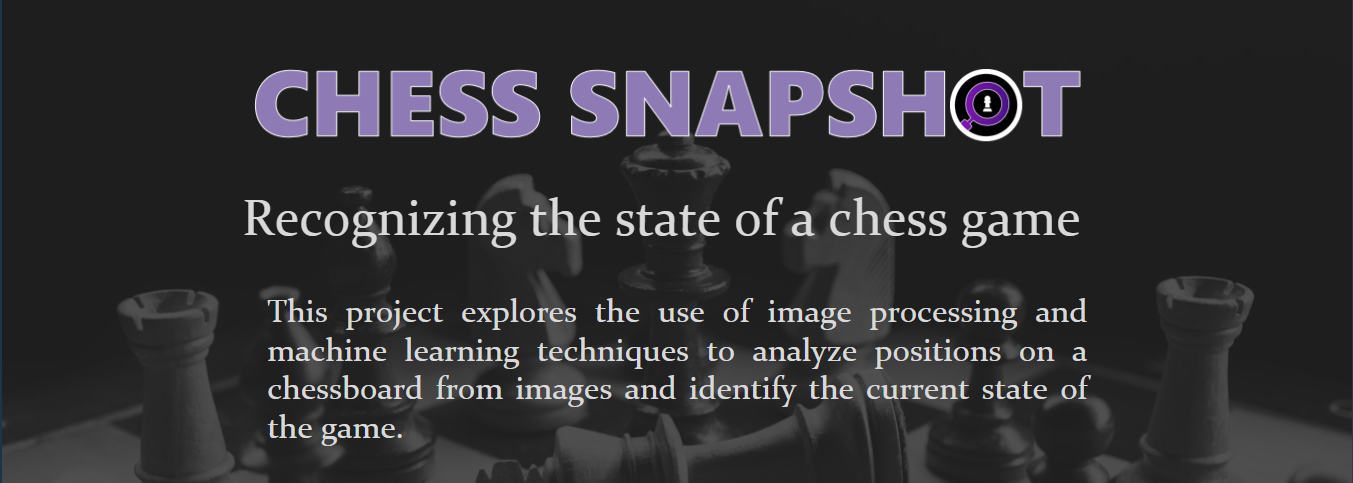 CHESS SNAPSHOT
Recognizing the state of a chess game
This project explores the use of image processing and
machine learning techniques to analyze positions on a
chessboard from images and identify the current state of
the game.